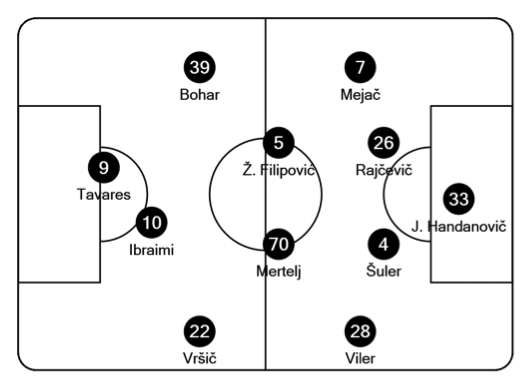 39
Bohar
7
Mejač
5
Ž. Filipovič
26
Rajčevič
9
Tavares
33
J. Handanovič
10
Ibraimi
70
Mertelj
4
Šuler
22
Vršič
28
Viler